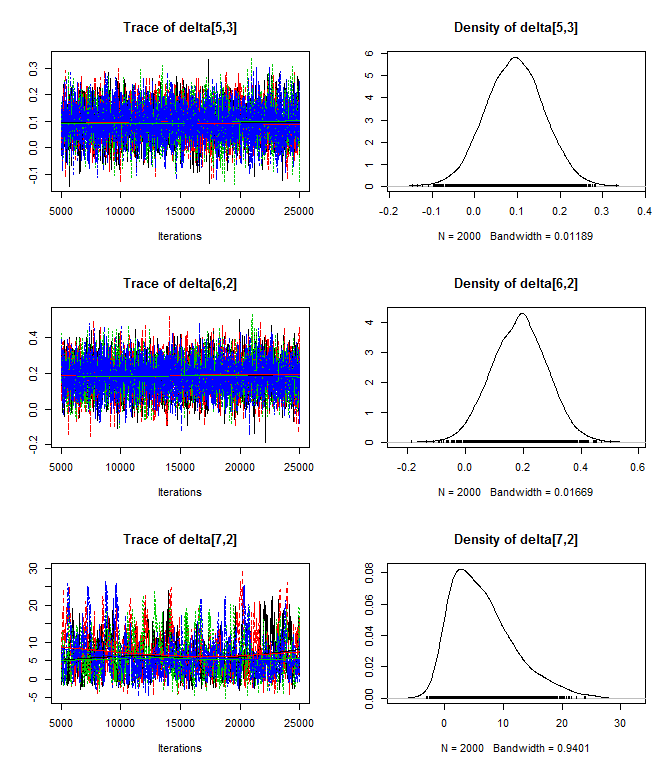 Trace of delta[5,3]
-0.1 0.0 0.1 0.2 0.3
5000 10000 15000 20000 25000
Iterations
Density of delta[5,3]
0 1 2 3 4 5 6
-0.2 -0.1 0.0 0.1 0.2 0.3 0.4
N = 2000 Bandwidth = 0.01189
Trace of delta[6,2]
-0.2 0.0 0.2 0.4
5000 10000 15000 20000 25000
Iterations
Density of delta[6,2]
0 1 2 3 4
-0.2 0.0 0.2 0.4 0.6
N = 2000 Bandwidth = 0.01669
Trace of delta[7,2]
-5 0 5 10 20 30
5000 10000 15000 20000 25000
Iterations
Density of delta[7,2]
0.00 0.02 0.04 0.06 0.08
0 10 20 30
N = 2000 Bandwidth = 0.9401